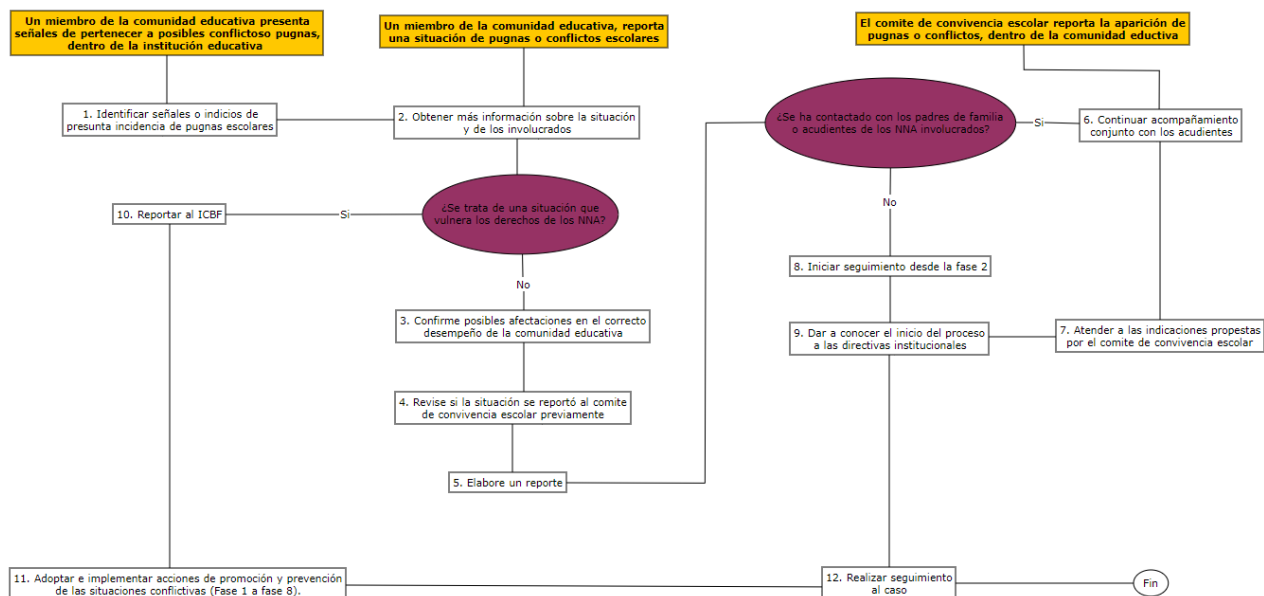 Un miembro de la comunidad educativa presenta
señales de pertenecer a posibles conflictoso pugnas,
dentro de la institución educativa
Un miembro de la comunidad educativa, reporta
una situación de pugnas o conflictos escolares
El comite de convivencia escolar reporta la aparición de
pugnas o conflictos, dentro de la comunidad eductiva
1. Identificar señales o indicios de
presunta incidencia de pugnas escolares
2. Obtener más información sobre la situación
y de los involucrados
¿Se ha contactado con los padres de familia
o acudientes de los NNA involucrados?
Si
6. Continuar acompañamiento
conjunto con los acudientes
10. Reportar al ICBF
Si
¿Se trata de una situación que
vulnera los derechos de los NNA?
No
No
8. Iniciar seguimiento desde la fase 2
3. Confirme posibles afectaciones en el correcto
desempeño de la comunidad educativa
9. Dar a conocer el inicio del proceso
a las directivas institucionales
7. Atender a las indicaciones propestas
por el comite de convivencia escolar
4. Revise si la situación se reportó al comite
de convivencia escolar previamente
5. Elabore un reporte
11. Adoptar e implementar acciones de promoción y prevención
de las situaciones conflictivas (Fase 1 a fase 8).
12. Realizar seguimiento
al caso
Fin